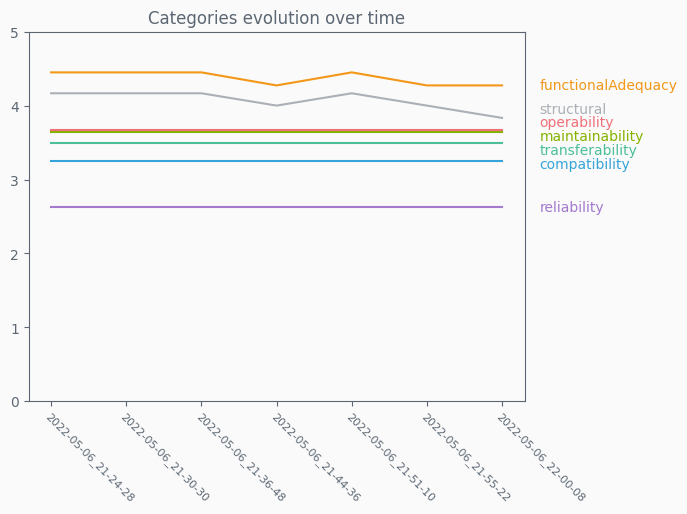 Categories evolution over time
5
4
3
2
1
0
functionalAdequacy
structural
operability
maintainability
transferability
compatibility
reliability
2022-05-06_21-24-28
2022-05-06_21-30-30
2022-05-06_21-36-48
2022-05-06_21-44-36
2022-05-06_21-51-10
2022-05-06_21-55-22
2022-05-06_22-00-08